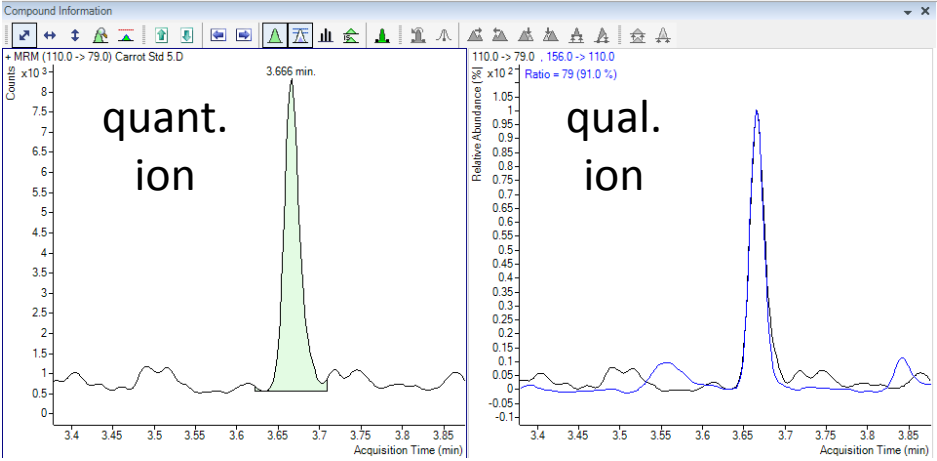 Compound Information
+ MRM (110.0 -> 79.0) Carrot Std 5.D
Counts
x10 3
3.666 min.
quant.
ion
8-
7.5-
7-
6.5-
6-
5.5-
5-
4.5-
4-
3.5-
3-
2.5-
2-
1.5-
1-
0.5-
0-
3.4 3.45 3.5 3.55 3.6 3.65 3.7 3.75 3.8 3.85
Acquisition Time (min)
110.0 -> 79.0 , 156.0 -> 110.0
Relative Abundance (%)
x10 2
Ratio = 79 (91.0 %)
qual.
ion
1.05-
1-
0.95-
0.9-
0.85-
0.8-
0.75-
0.7-
0.65-
0.6-
0.55-
0.5-
0.45-
0.4-
0.35-
0.3-
0.25-
0.2-
0.15-
0.1-
0.05-
0-
-0.05-
-0.1-
3.4 3.45 3.5 3.55 3.6 3.65 3.7 3.75 3.8 3.85
Acquisition Time (min)